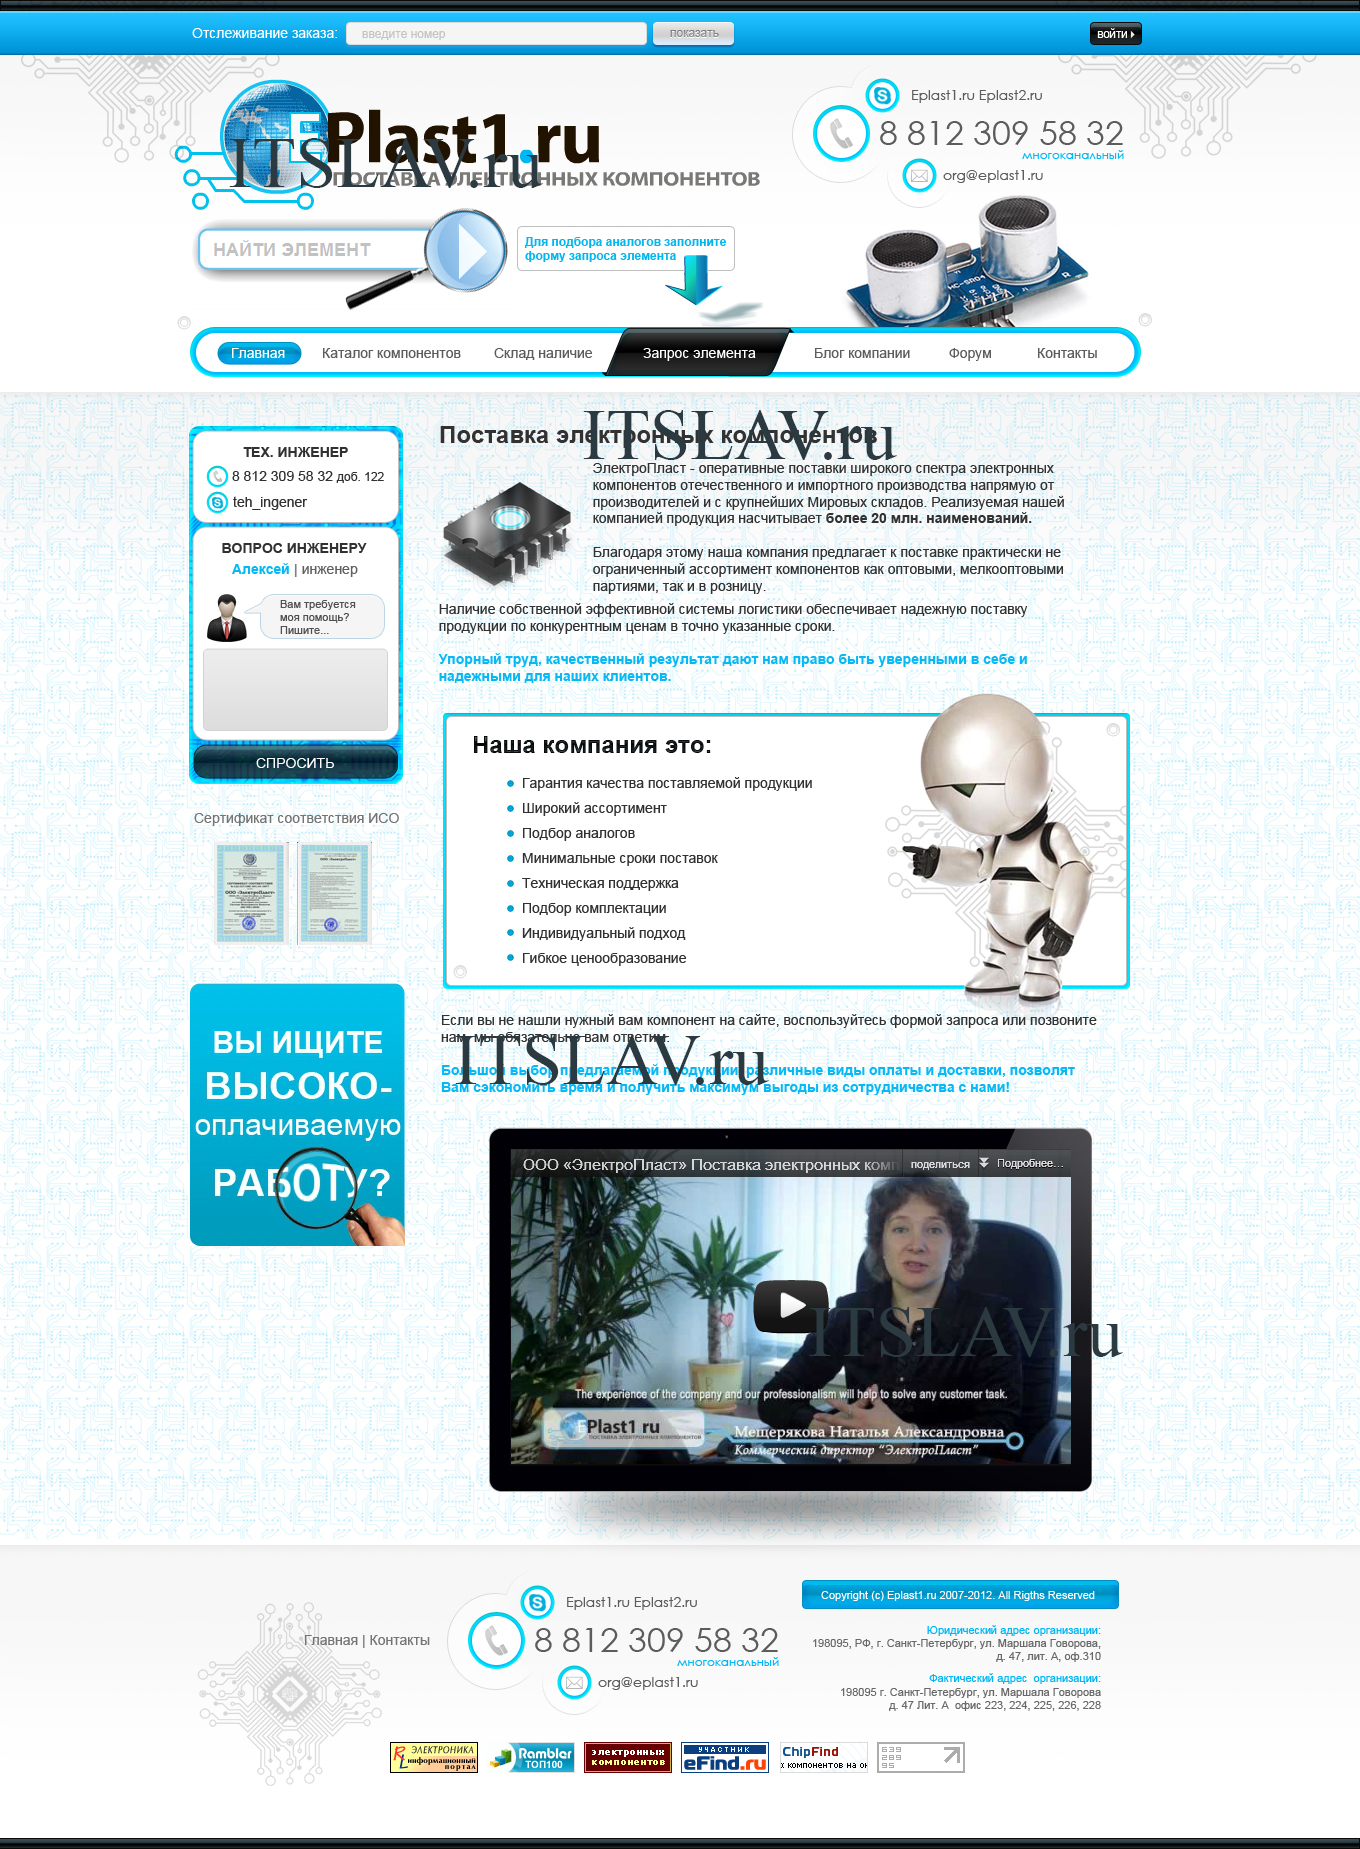 Отслеживание заказа:
введите номер
показать
войти
EPlast1.ru
ПОСТАВКА ЭЛЕКТРОННЫХ КОМПОНЕНТОВ
ITSLAV.ru
Eplast1.ru Eplast2.ru
8 812 309 58 32
многоканальный
org@eplast1.ru
НАЙТИ ЭЛЕМЕНТ
Для подбора аналогов заполните
форму запроса элемента
HC-SR04
Главная
Каталог компонентов
Склад наличие
Запрос элемента
Блог компании
Форум
Контакты
ТЕХ. ИНЖЕНЕР
8 812 309 58 32 доб. 122
teh_ingener
ВОПРОС ИНЖЕНЕРУ
Алексей | инженер
Вам требуется
моя помощь?
Пишите...
СПРОСИТЬ
Сертификат соответствия ИСО
ООО «ЭлектроПласт»
ВЫ ИЩИТЕ
ВЫСОКО-
оплачиваемую
РАБОТУ?
Поставка электронных компонентов
ITSLAV.ru
ЭлектроПласт - оперативные поставки широкого спектра электронных
компонентов отечественного и импортного производства напрямую от
производителей и с крупнейших Мировых складов. Реализуемая нашей
компанией продукция насчитывает более 20 млн. наименований.
Благодаря этому наша компания предлагает к поставке практически не
ограниченный ассортимент компонентов как оптовыми, мелкооптовыми
партиями, так и в розницу.
Наличие собственной эффективной системы логистики обеспечивает надежную поставку
продукции по конкурентным ценам в точно указанные сроки.
Упорный труд, качественный результат дают нам право быть уверенными в себе и
надежными для наших клиентов.
Наша компания это:
Гарантия качества поставляемой продукции
Широкий ассортимент
Подбор аналогов
Минимальные сроки поставок
Техническая поддержка
Подбор комплектации
Индивидуальный подход
Гибкое ценообразование
Если вы не нашли нужный вам компонент на сайте, воспользуйтесь формой запроса или позвоните
нам, мы обязательно вам ответим.
ITSLAV.ru
Большой выбор предлагаемой продукции, различные виды оплаты и доставки, позволят
Вам сэкономить время и получить максимум выгоды из сотрудничества с нами!
ООО «ЭлектроПласт» Поставка электронных комп
поделиться
Подробнее...
ITSLAV.ru
The experience of the company and our professionalism will help to solve any customer task.
EPlast1 ru
ПОСТАВКА ЭЛЕКТРОННЫХ КОМПОНЕНТОВ
Мещерякова Наталья Александровна
Коммерческий директор "ЭлектроПласт"
Главная | Контакты
Eplast1.ru Eplast2.ru
8 812 309 58 32
многоканальный
org@eplast1.ru
Copyright (c) Eplast1.ru 2007-2012. All Rigths Reserved
Юридический адрес организации:
198095, РФ, г. Санкт-Петербург, ул. Маршала Говорова,
д. 47, лит. А, оф.310
Фактический адрес организации:
198095 г. Санкт-Петербург, ул. Маршала Говорова
д. 47 Лит. А офис 223, 224, 225, 226, 228
RL ЭЛЕКТРОНИКА
информационный
портал
Rambler
ТОП100
электронных
компонентов
УЧАСТНИК
eFind.ru
ChipFind
х компонентов на ок
639
289
95